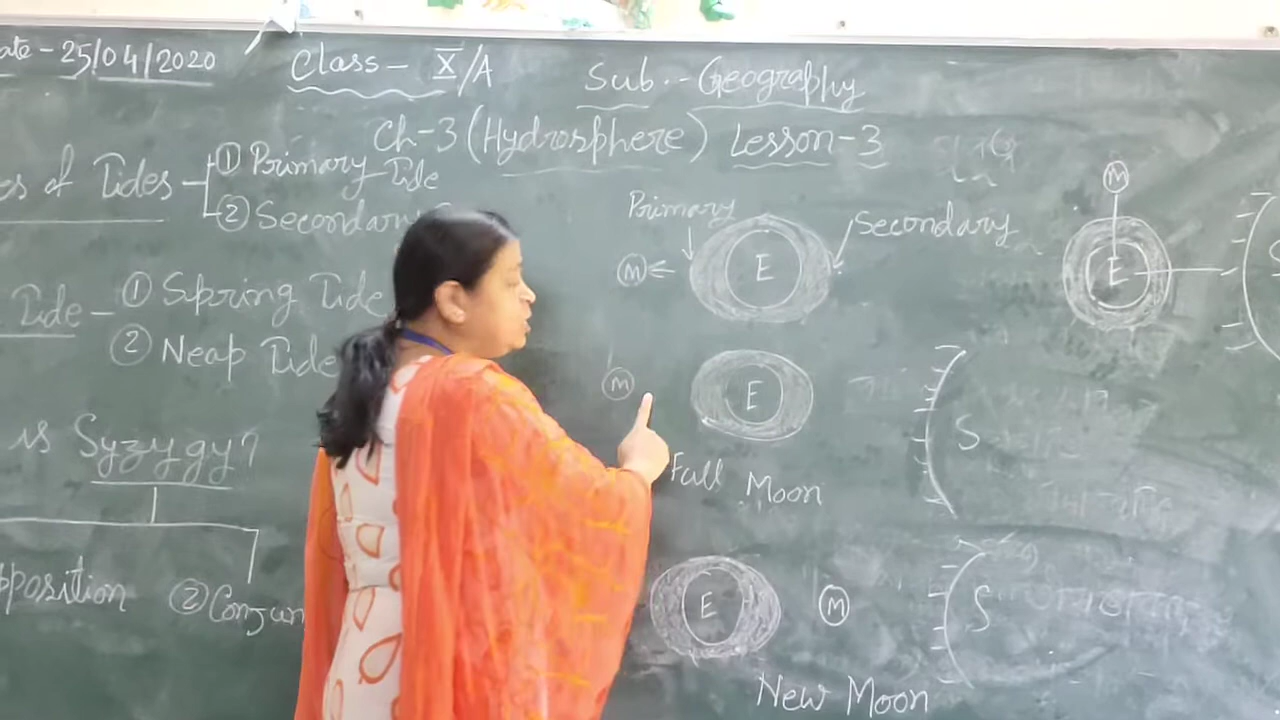 ate - 25/04/2020
Class - X/A
Sub. - Geography
Ch-3 (Hydrosphere) Lesson-3
es of Tides
① Primary Tide
② Secondary
Tide -
① Spring Tide
② Neap Tide
is Syzygy?
pposition
② Conjun
Primary
Secondary
M
E
M
E
S
Full Moon
E
M
S
New Moon
M
E
S